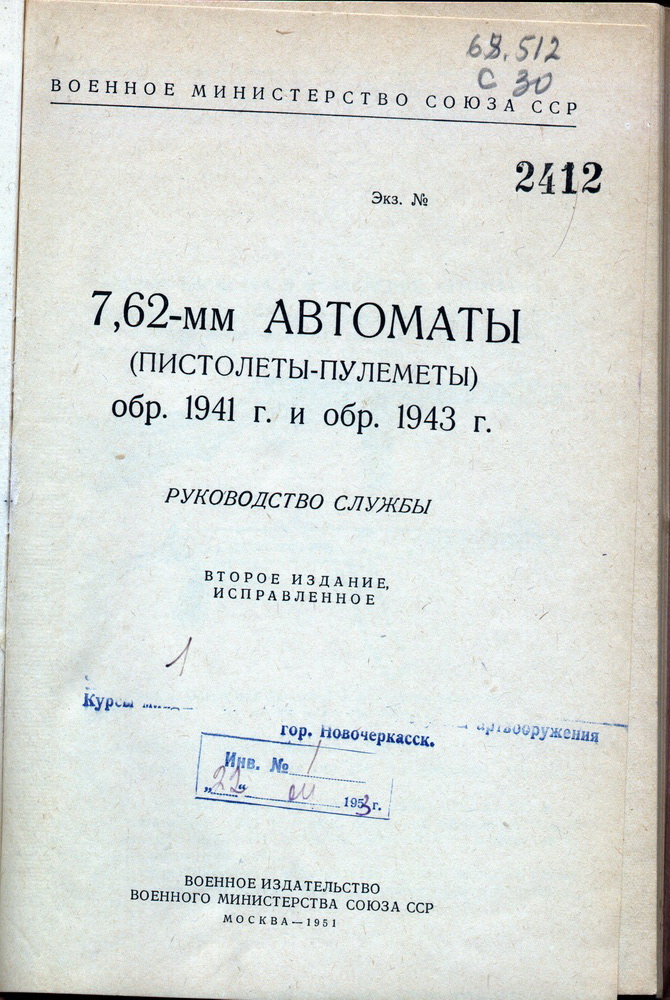 68.512
С 30
ВОЕННОЕ МИНИСТЕРСТВО СОЮЗА ССР
2412
Экз. №
7,62-мм АВТОМАТЫ
(ПИСТОЛЕТЫ-ПУЛЕМЕТЫ)
обр. 1941 г. и обр. 1943 г.
РУКОВОДСТВО СЛУЖБЫ
ВТОРОЕ ИЗДАНИЕ,
ИСПРАВЛЕННОЕ
1
Курсы
артвооружения
гор. Новочеркасск.
Инв. № 1
„22“ 1953 г.
ВОЕННОЕ ИЗДАТЕЛЬСТВО
ВОЕННОГО МИНИСТЕРСТВА СОЮЗА ССР
МОСКВА—1951